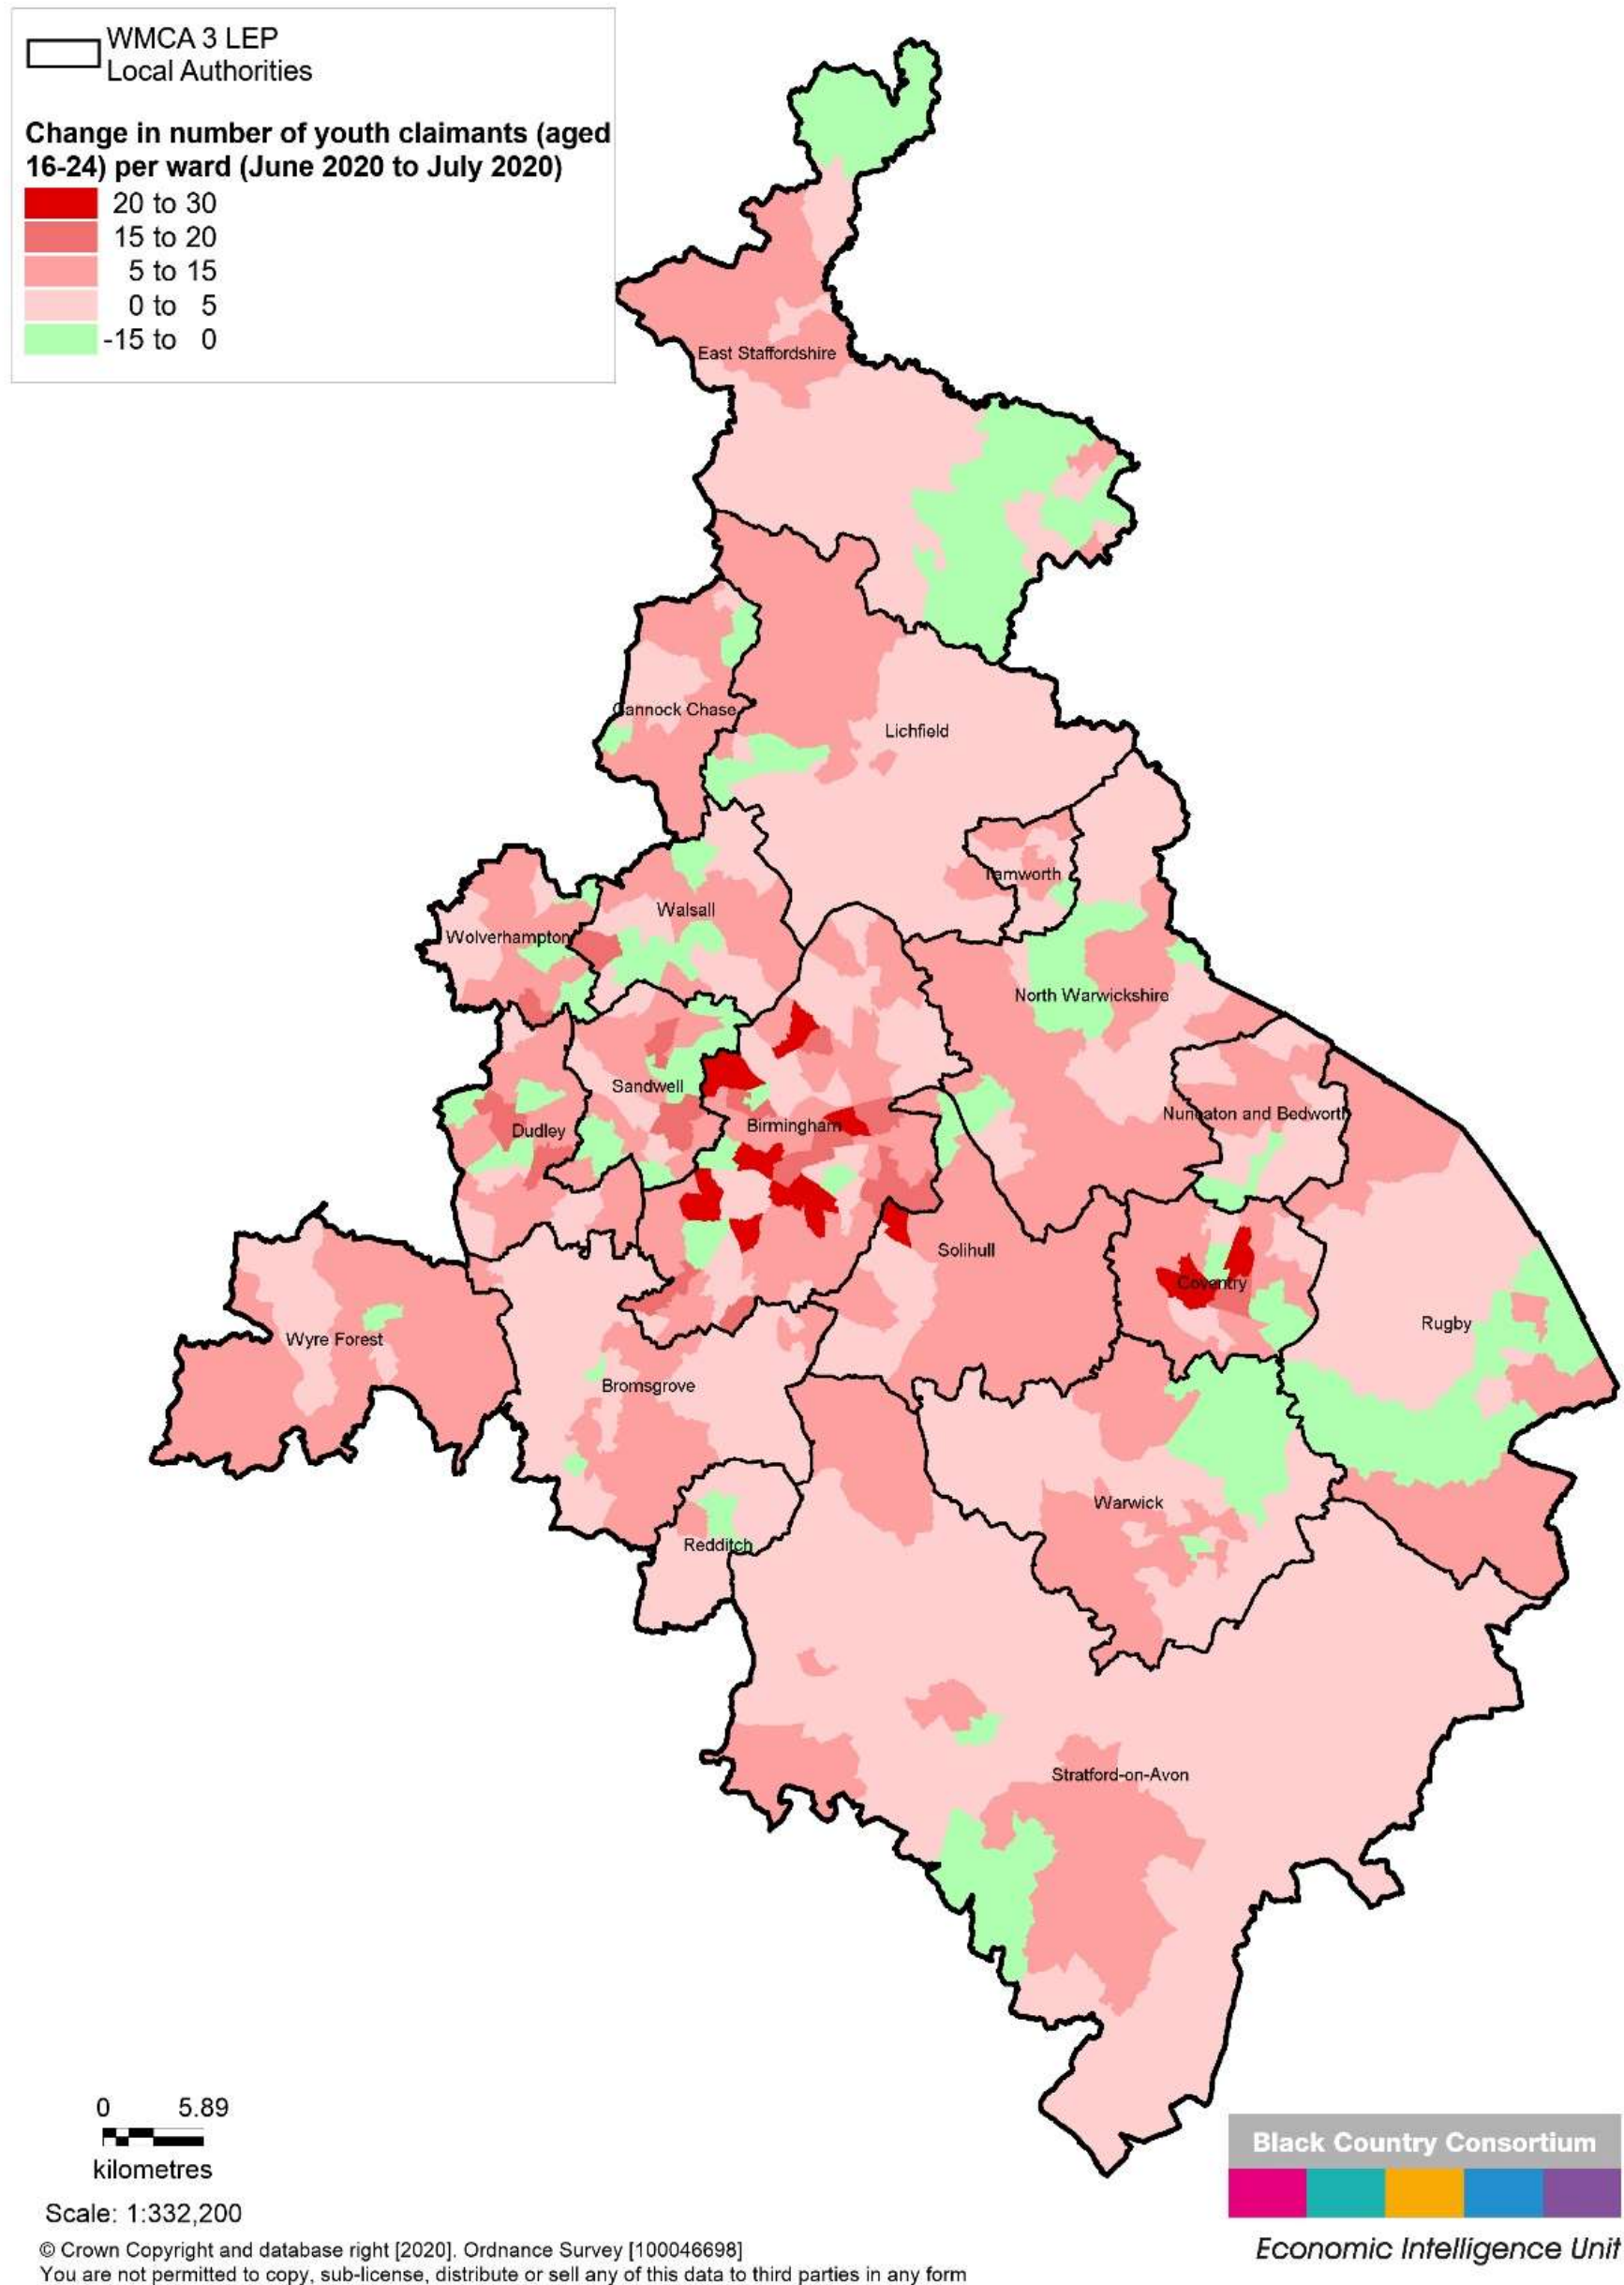 WMCA 3 LEP
Local Authorities
Change in number of youth claimants (aged
16-24) per ward (June 2020 to July 2020)
20 to 30
15 to 20
5 to 15
0 to 5
-15 to 0
East Staffordshire
Cannock Chase
Lichfield
Tamworth
Walsall
Wolverhampton
North Warwickshire
Sandwell
Nuneaton and Bedworth
Birmingham
Dudley
Solihull
Coventry
Rugby
Wyre Forest
Bromsgrove
Warwick
Redditch
Stratford-on-Avon
0 5.89
kilometres
Scale: 1:332,200
Black Country Consortium
Economic Intelligence Unit
© Crown Copyright and database right [2020]. Ordnance Survey [100046698]
You are not permitted to copy, sub-license, distribute or sell any of this data to third parties in any form